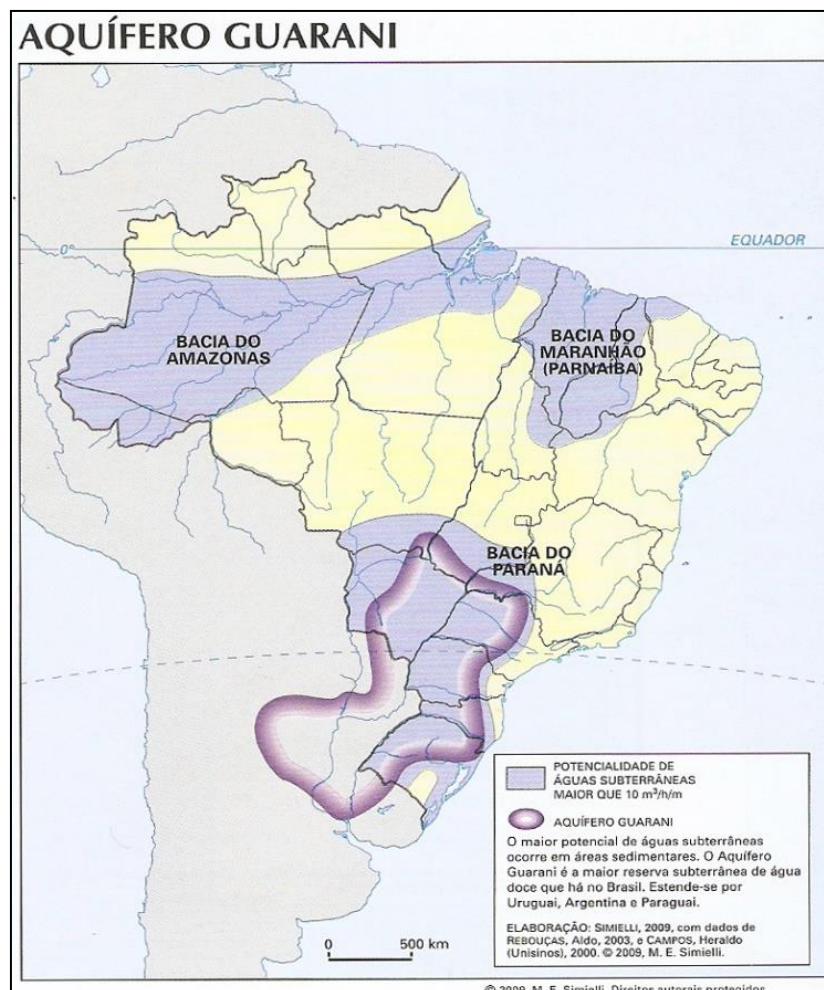 AQUÍFERO GUARANI
0°
EQUADOR
BACIA DO
AMAZONAS
BACIA DO
MARANHÃO
(PARNAÍBA)
BACIA DO
PARANÁ
POTENCIALIDADE DE
ÁGUAS SUBTERRÂNEAS
MAIOR QUE 10 m³/h/m
AQUÍFERO GUARANI
O maior potencial de águas subterrâneas
ocorre em áreas sedimentares. O Aquífero
Guarani é a maior reserva subterrânea de água
doce que há no Brasil. Estende-se por
Uruguai, Argentina e Paraguai.
ELABORAÇÃO: SIMIELLI, 2009, com dados de
REBOUÇAS, Aldo, 2003, e CAMPOS, Heraldo
(Unisinos), 2000. © 2009, M. E. Simielli.
0 500 km
© 2009, M. E. Simielli. Direitos autorais protegidos